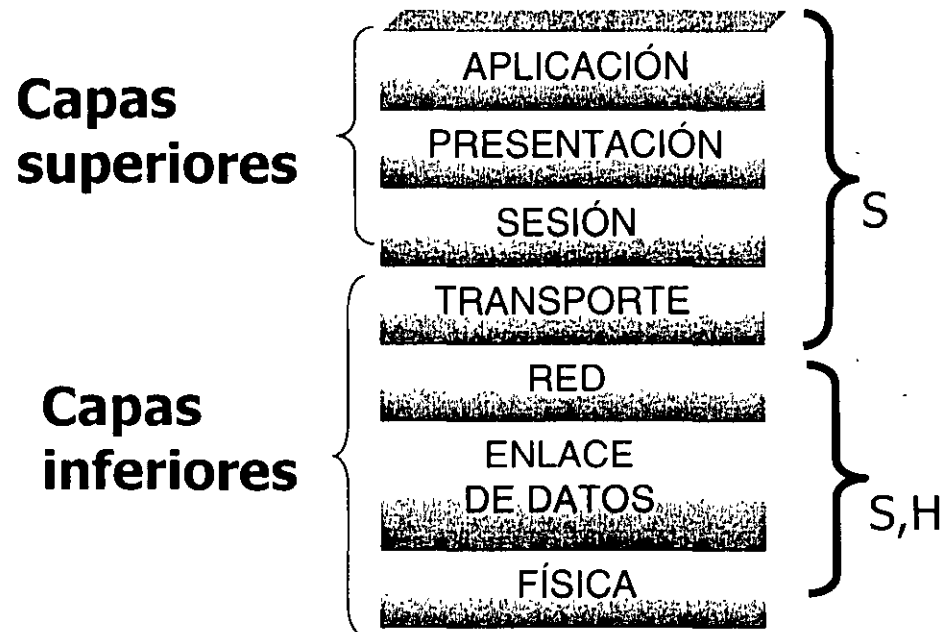 Capas
superiores
APLICACIÓN
PRESENTACIÓN
SESIÓN
S
TRANSPORTE
Capas
inferiores
RED
ENLACE
DE DATOS
FÍSICA
S,H